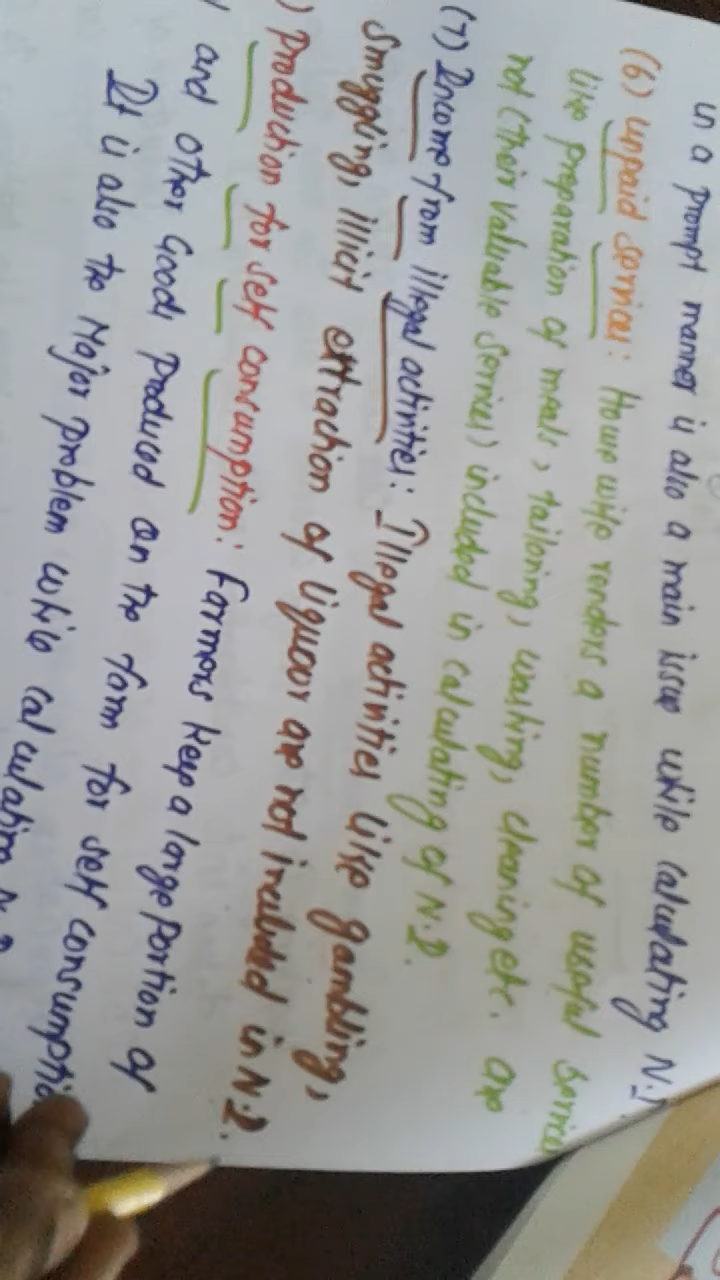 in a prompt manner is also a main issue while calculating N.I.
(6) Unpaid services: House wife renders a number of useful service
like preparation of meals, tailoring, washing, cleaning etc. are
not (their valuable services) included in calculating of N.I.
(7) Income from illegal activities: Illegal activities like gambling,
smuggling, illicit extraction of liquoor are not inculded in N.I.
) Production for self consumption: Farmers keep a large portion of
and other Goods produced on the farm for self consumptio
It is also the Major problem while calculation N.I